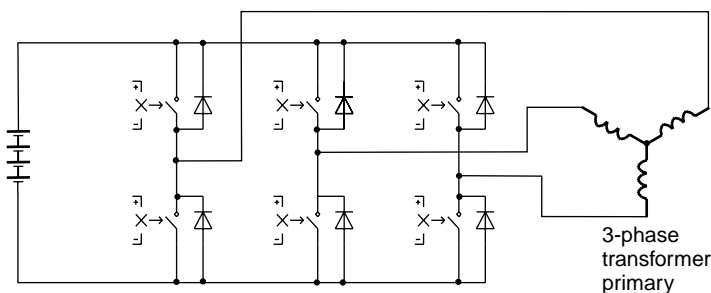 + + +
X X X
- - -
+ + +
X X X
- - -
3-phase
transformer
primary